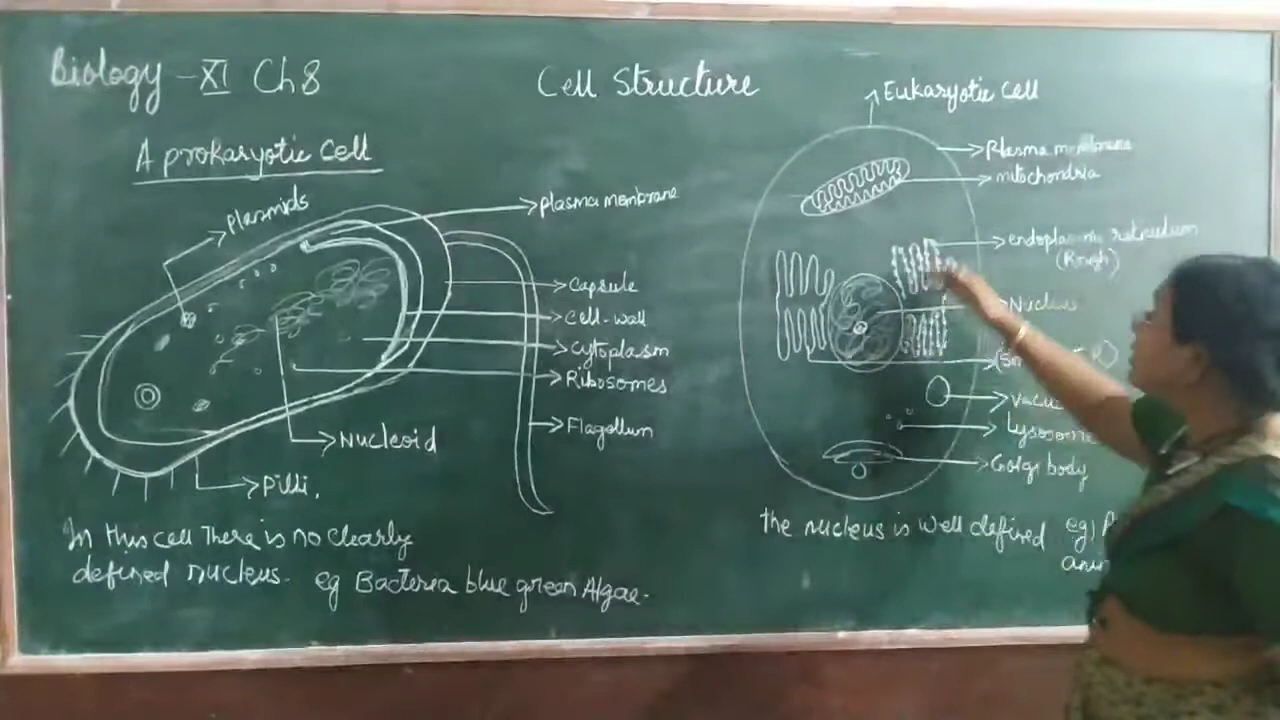 Biology - XI Ch 8
Cell Structure
A prokaryotic cell
Plasmids
plasma membrane
Capsule
Cell-wall
Cytoplasm
Ribosomes
Flagellum
Nucleoid
Pilli.
In this cell There is no clearly
defined nucleus. eg Bacteria blue green Algae.
Eukaryotic cell
Plasma membrane
mitochondria
endoplasmic reticulum
(Rough)
Nucleus
Lysosome
Golgi body
the nucleus is well defined eg)